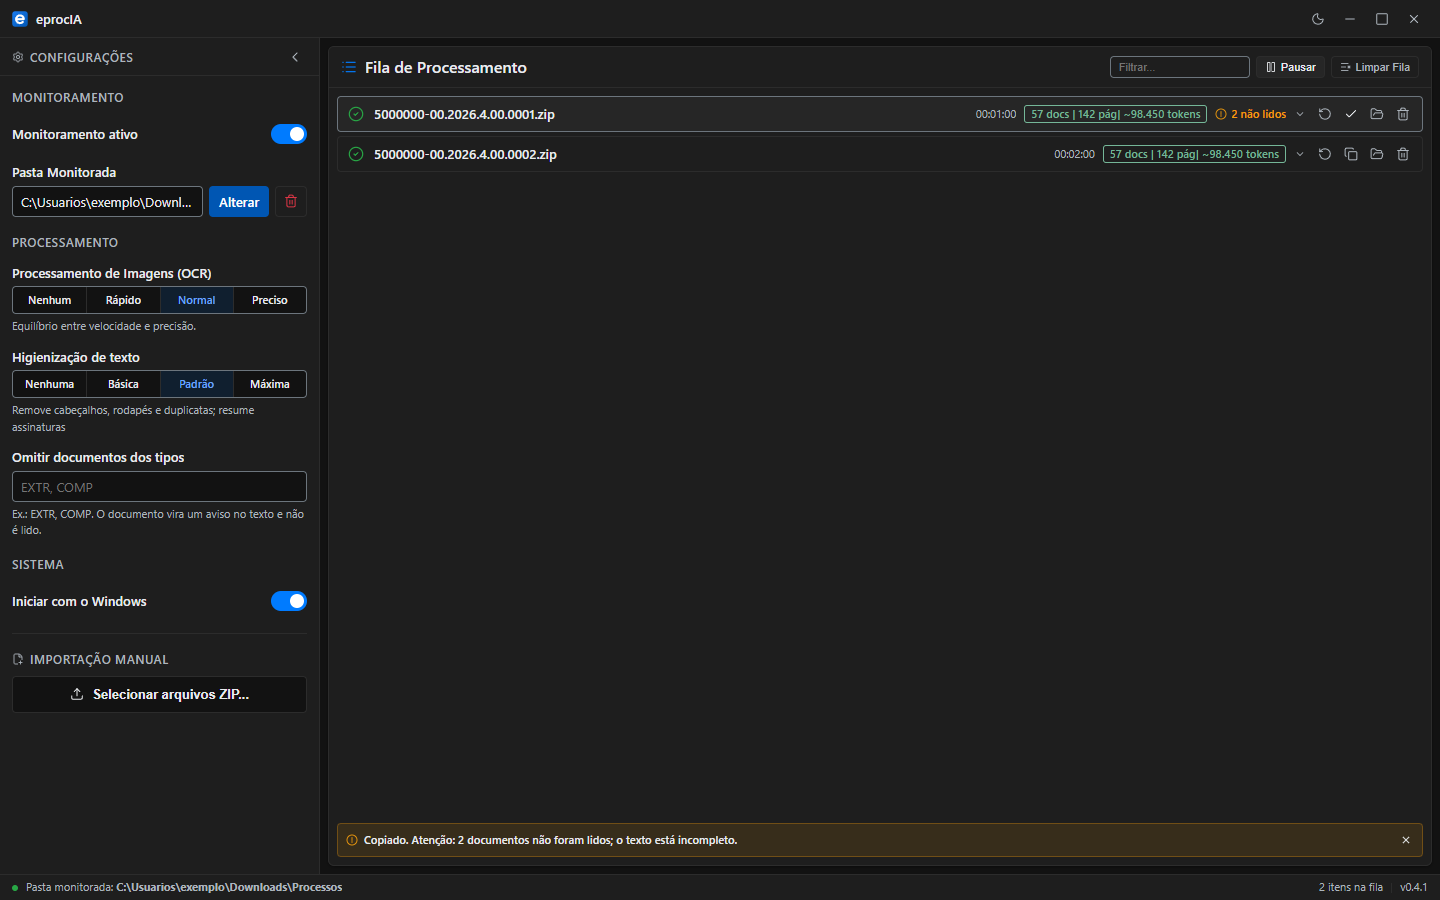 eprocIA
CONFIGURAÇÕES
MONITORAMENTO
Monitoramento ativo
Pasta Monitorada
C:\Usuarios\exemplo\Downl...
Alterar
PROCESSAMENTO
Processamento de Imagens (OCR)
Nenhum Rápido Normal Preciso
Equilíbrio entre velocidade e precisão.
Higienização de texto
Nenhuma Básica Padrão Máxima
Remove cabeçalhos, rodapés e duplicatas; resume
assinaturas
Omitir documentos dos tipos
EXTR, COMP
Ex.: EXTR, COMP. O documento vira um aviso no texto e não
é lido.
SISTEMA
Iniciar com o Windows
IMPORTAÇÃO MANUAL
Selecionar arquivos ZIP...
Fila de Processamento
Filtrar...
Pausar
Limpar Fila
5000000-00.2026.4.00.0001.zip 00:01:00 57 docs | 142 pág| ~98.450 tokens 2 não lidos
5000000-00.2026.4.00.0002.zip 00:02:00 57 docs | 142 pág| ~98.450 tokens
Copiado. Atenção: 2 documentos não foram lidos; o texto está incompleto.
Pasta monitorada: C:\Usuarios\exemplo\Downloads\Processos
2 itens na fila
v0.4.1